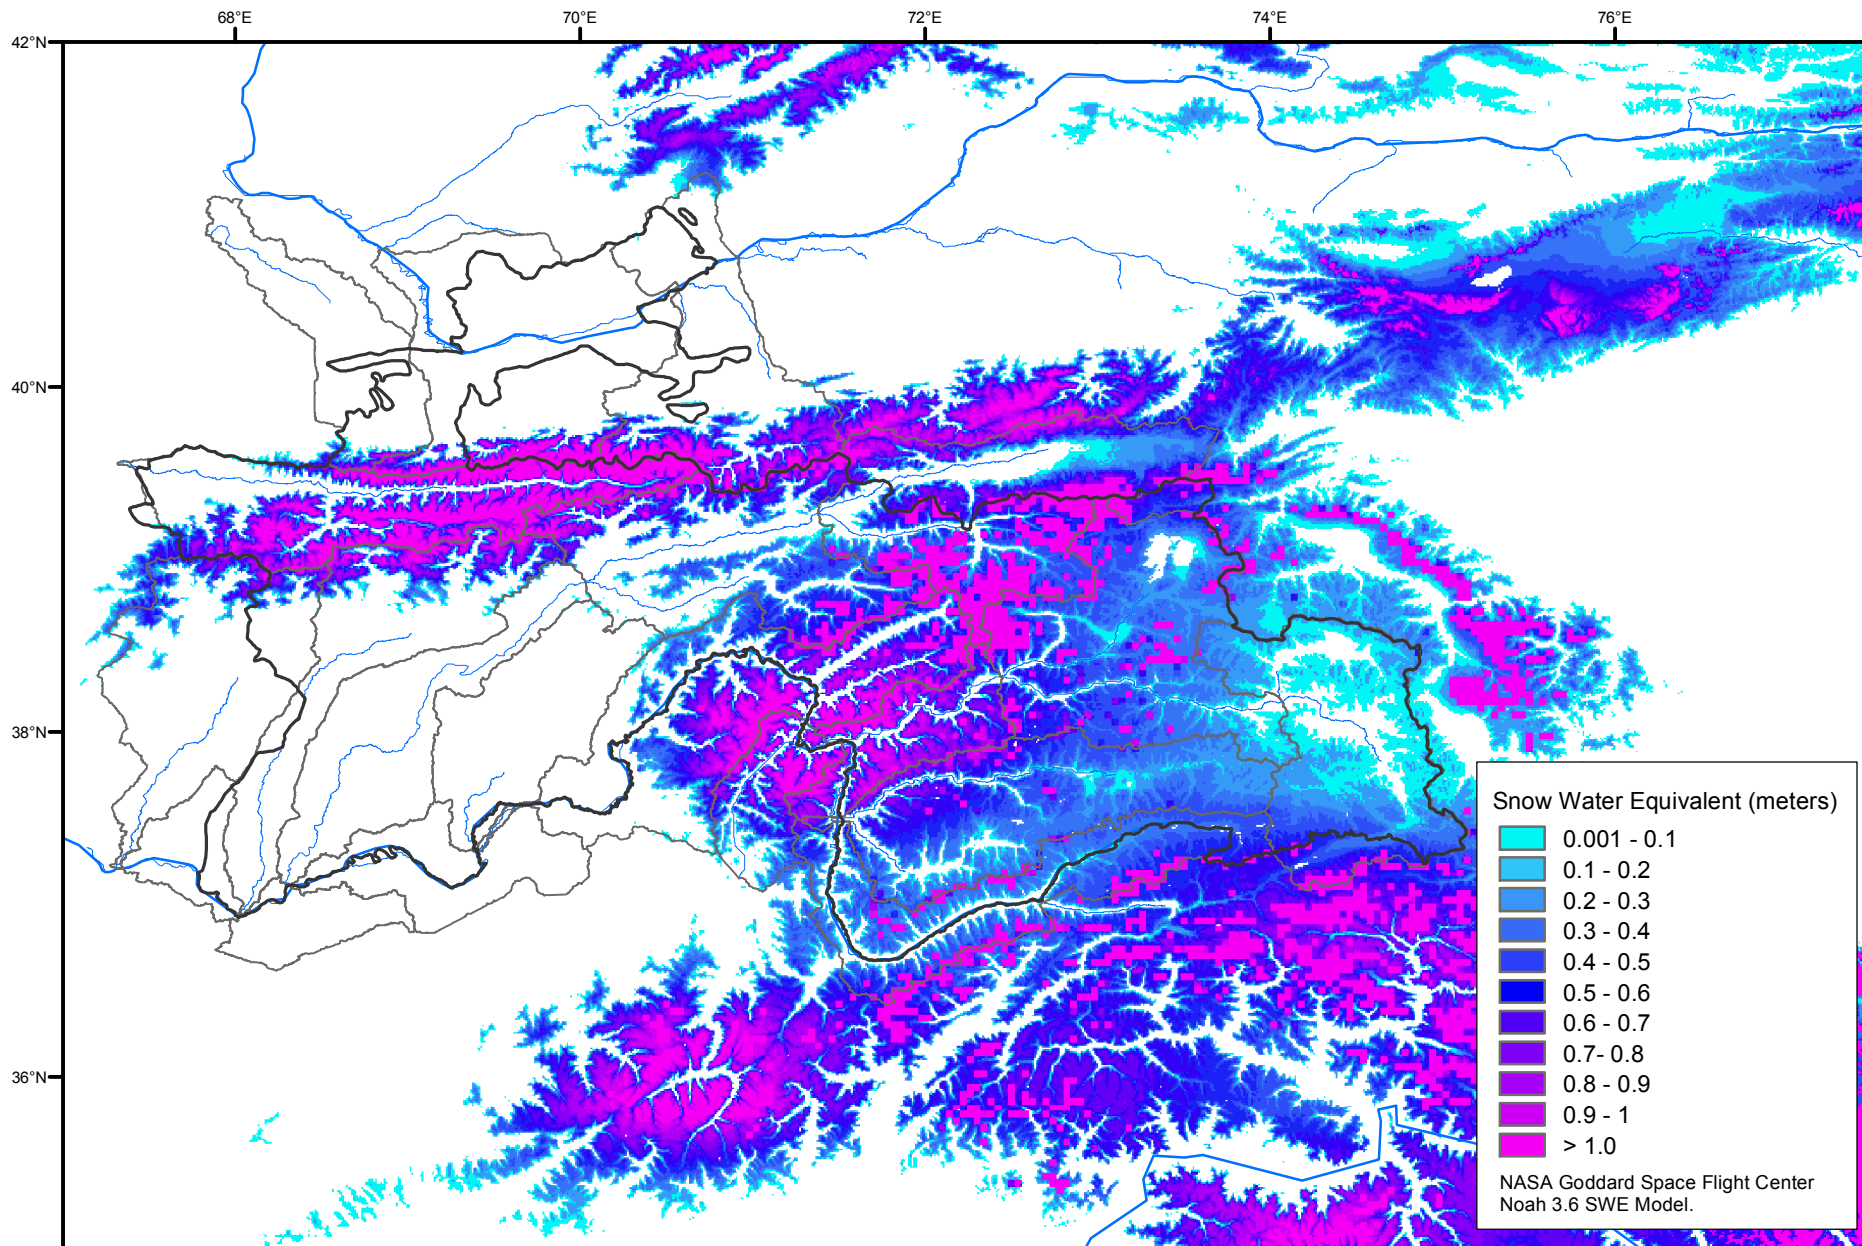 68°E 70°E 72°E 74°E 76°E
42°N
40°N
38°N
36°N
Snow Water Equivalent (meters)
0.001 - 0.1
0.1 - 0.2
0.2 - 0.3
0.3 - 0.4
0.4 - 0.5
0.5 - 0.6
0.6 - 0.7
0.7- 0.8
0.8 - 0.9
0.9 - 1
> 1.0
NASA Goddard Space Flight Center
Noah 3.6 SWE Model.